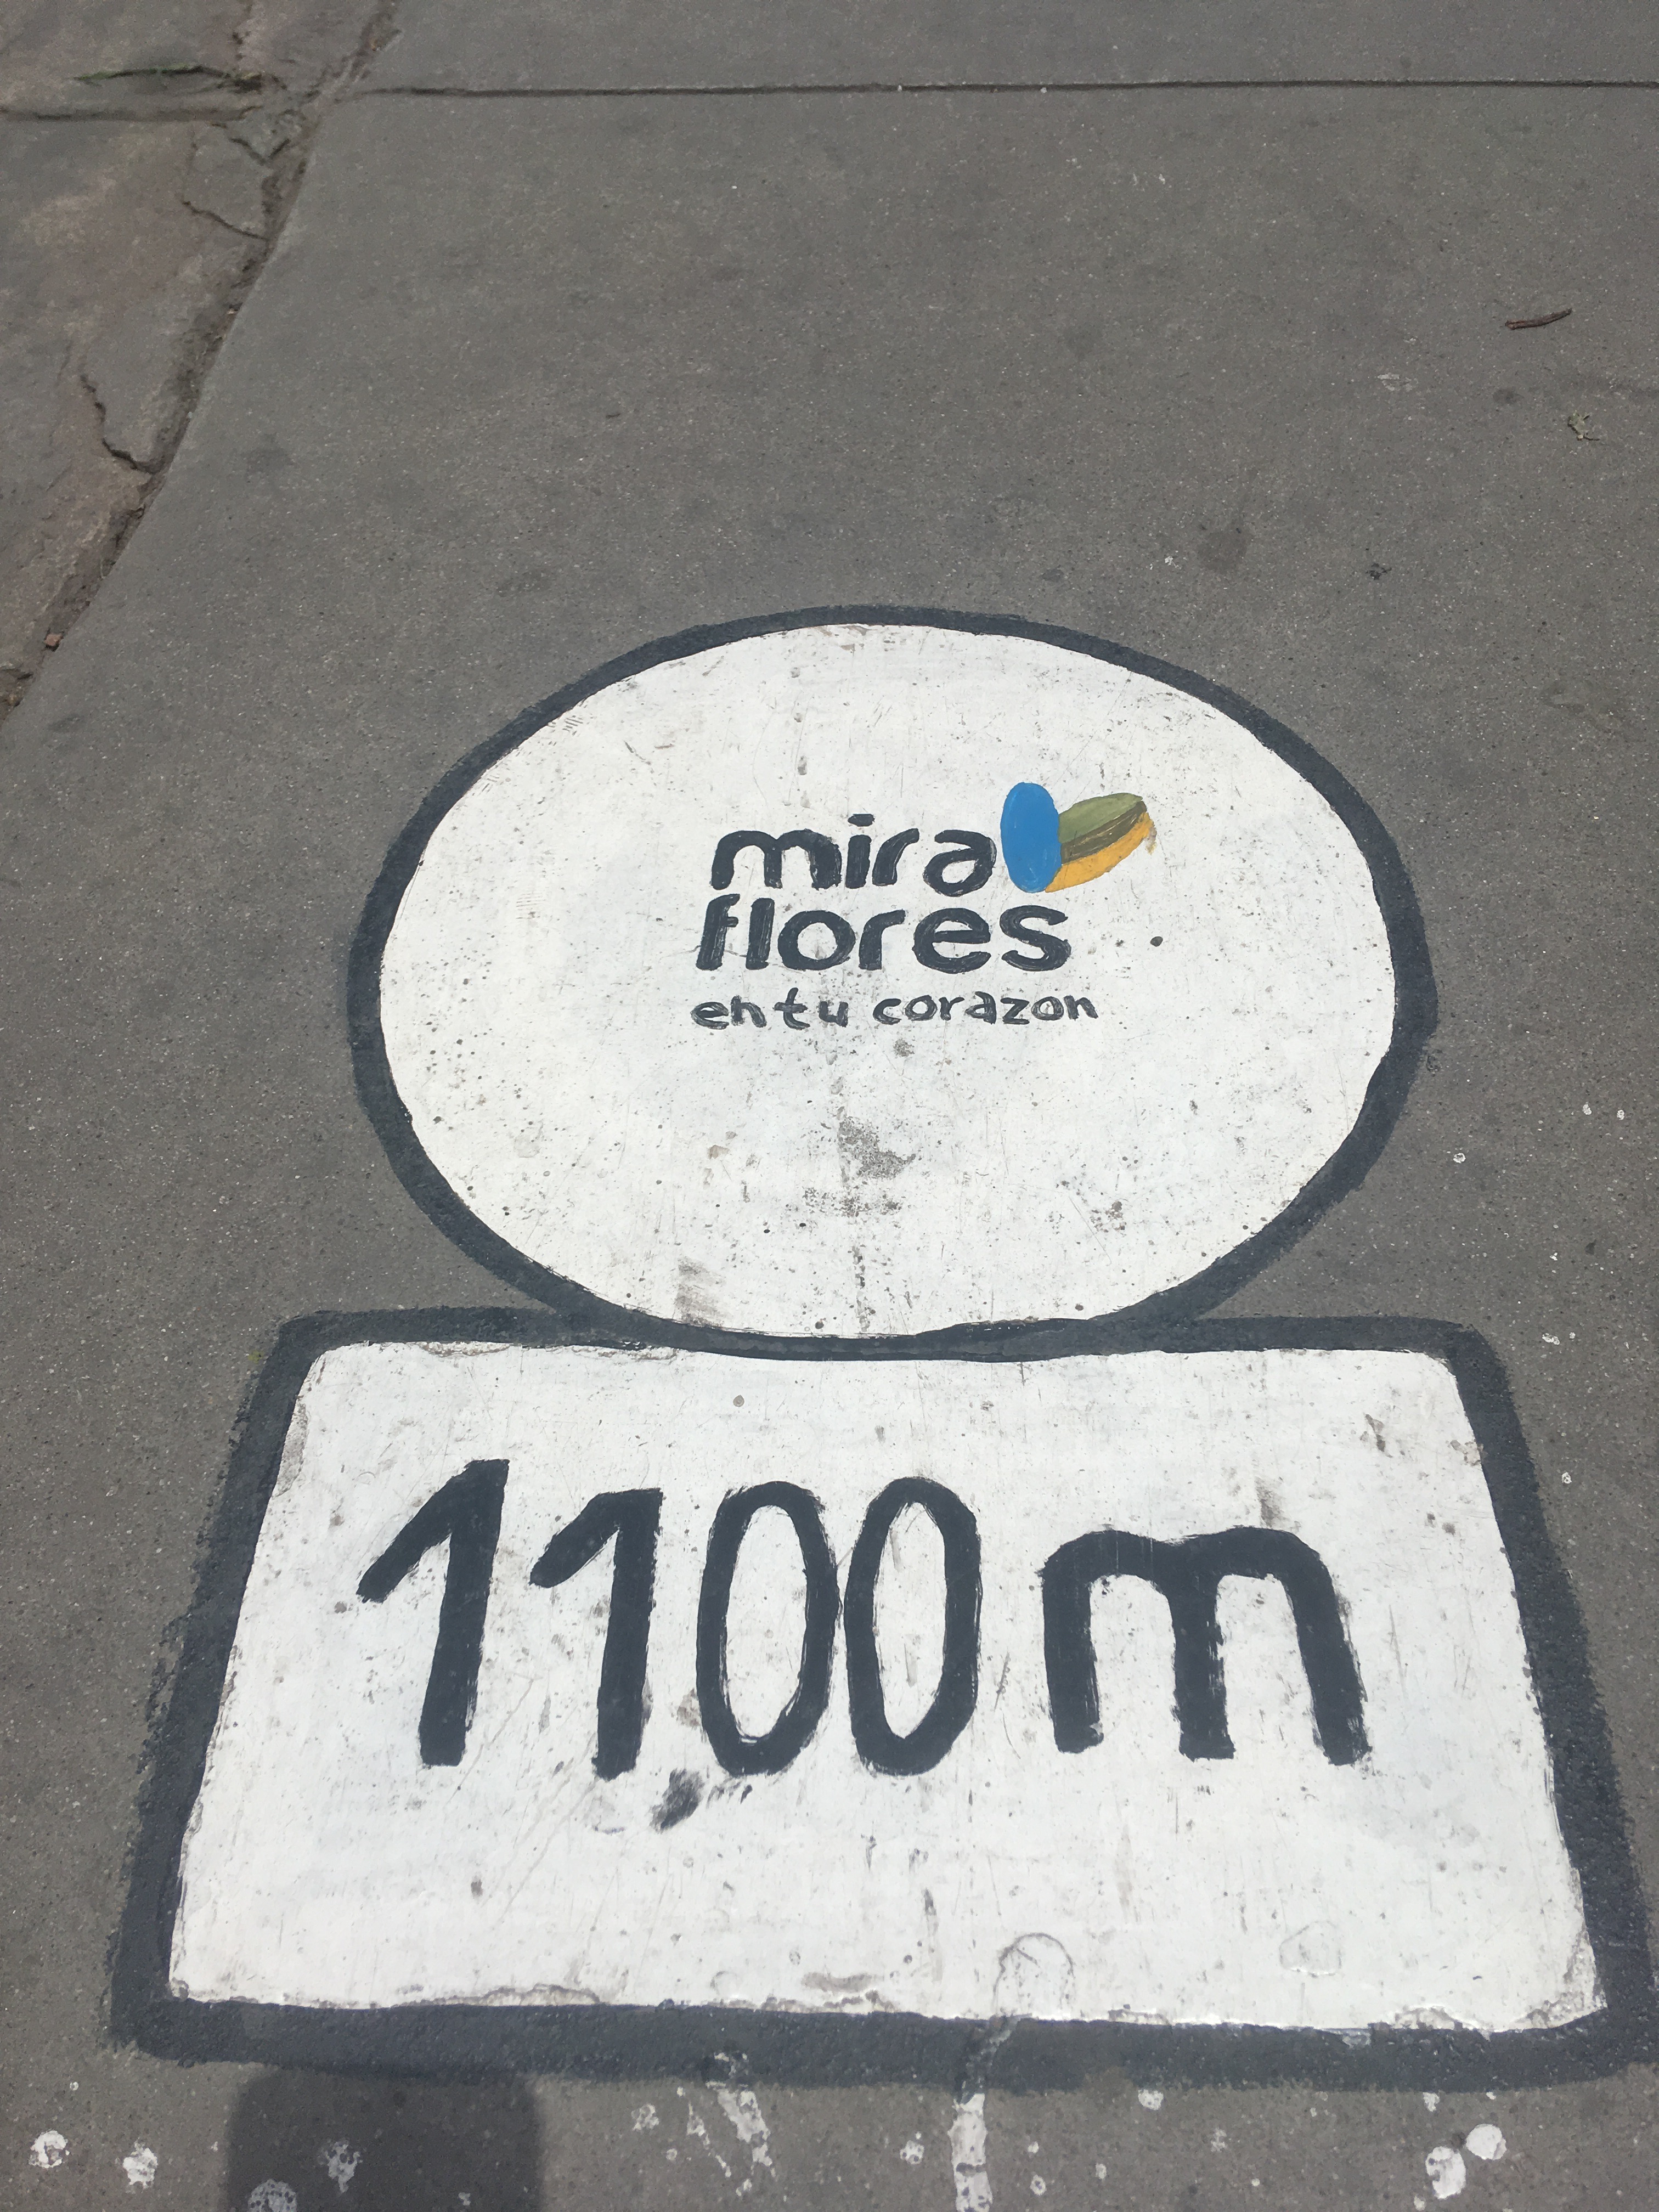 mira
flores
en tu corazon
1100 m